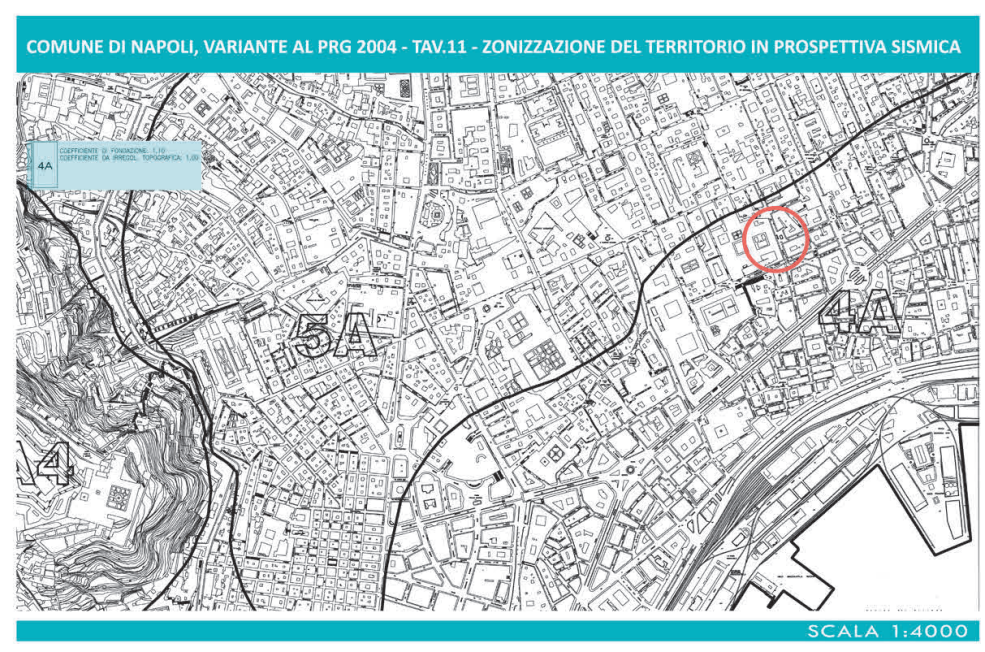 COMUNE DI NAPOLI, VARIANTE AL PRG 2004 - TAV.11 - ZONIZZAZIONE DEL TERRITORIO IN PROSPETTIVA SISMICA
4A
COEFFICIENTE DI FONDAZIONE: 1,10
COEFFICIENTE DA IRREGOL. TOPOGRAFICA: 1,00
5A
4A
A4
SCALA 1:4000